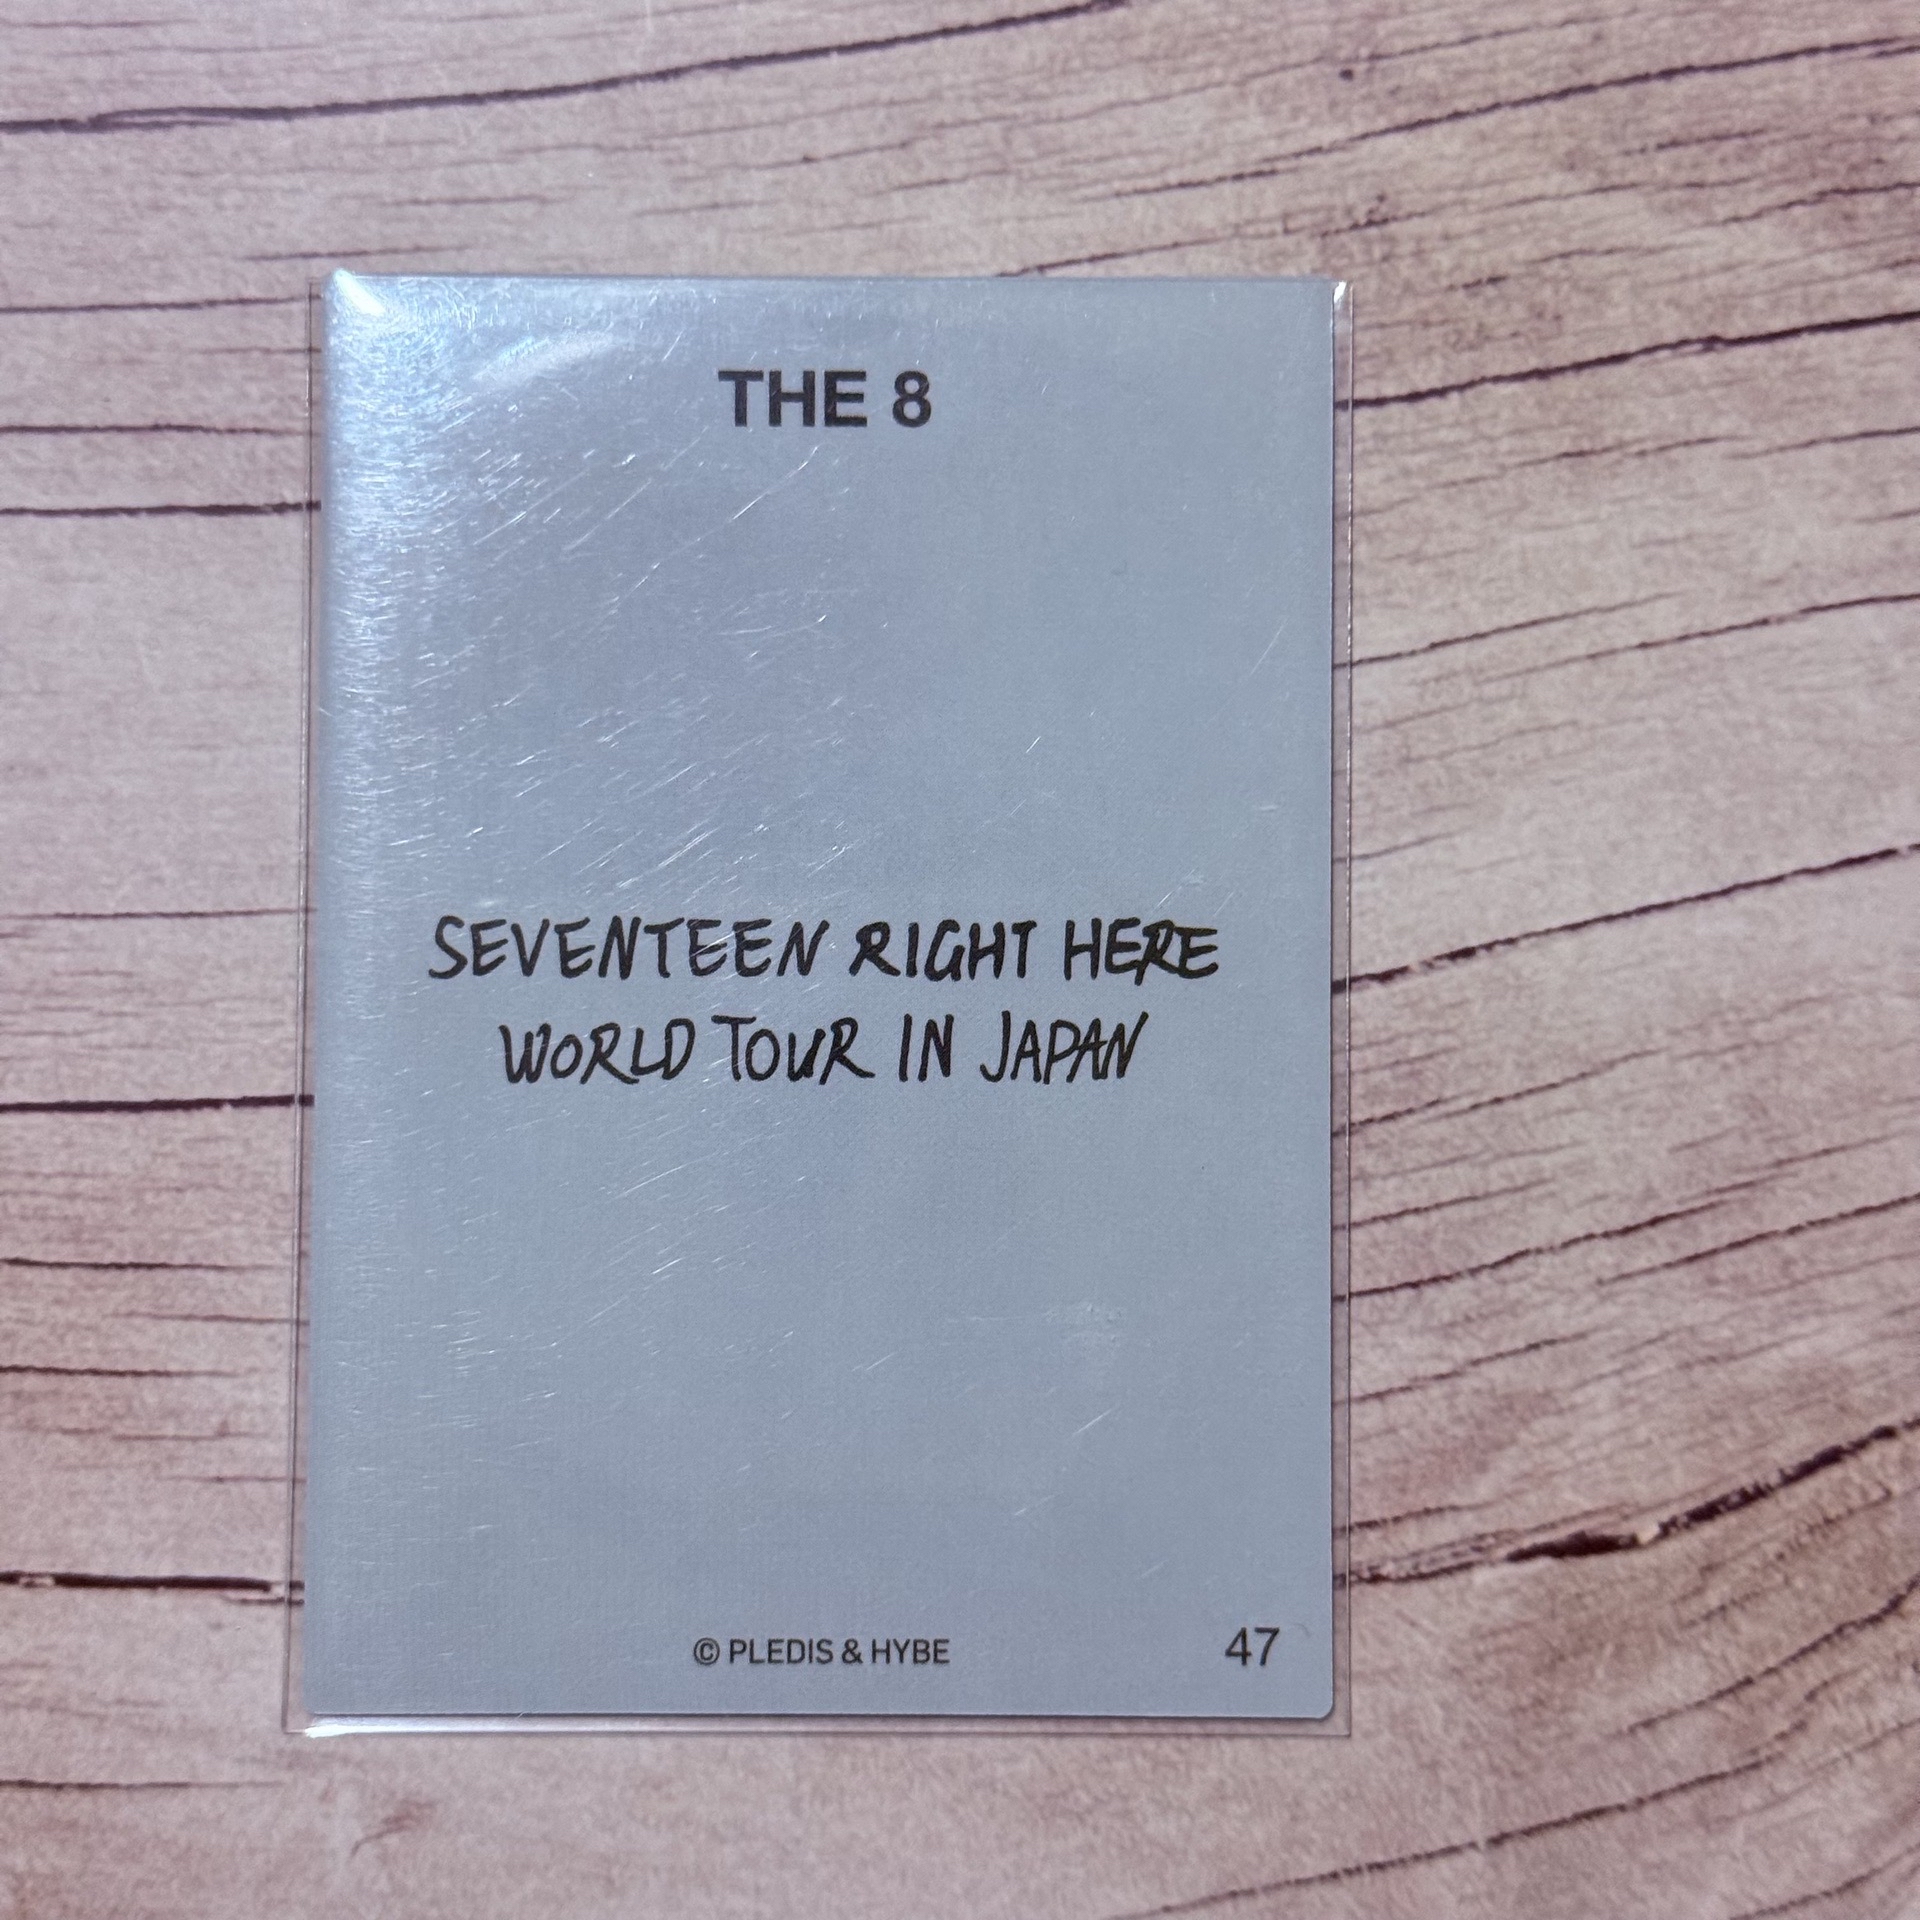 THE 8
SEVENTEEN RIGHT HERE
WORLD TOUR IN JAPAN
© PLEDIS & HYBE
47